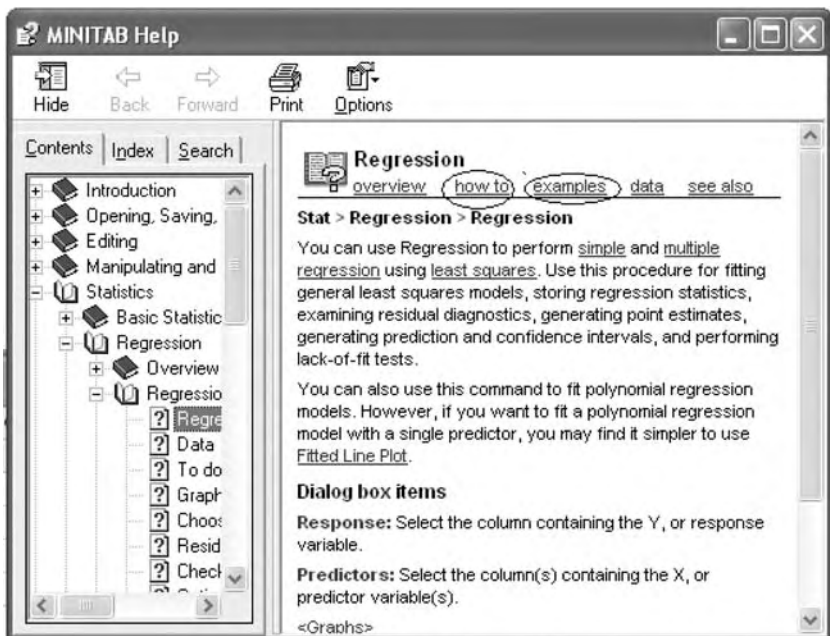 MINITAB Help
Hide Back Forward Print Options
Contents Index Search
Introduction
Opening, Saving,
Editing
Manipulating and
Statistics
Basic Statistic
Regression
Overview
Regressio
Regre
Data
To do
Graph
Choos
Resid
Check
Regression
overview how to examples data see also
Stat > Regression > Regression
You can use Regression to perform simple and multiple
regression using least squares. Use this procedure for fitting
general least squares models, storing regression statistics,
examining residual diagnostics, generating point estimates,
generating prediction and confidence intervals, and performing
lack-of-fit tests.
You can also use this command to fit polynomial regression
models. However, if you want to fit a polynomial regression
model with a single predictor, you may find it simpler to use
Fitted Line Plot.
Dialog box items
Response: Select the column containing the Y, or response
variable.
Predictors: Select the column(s) containing the X, or
predictor variable(s).
<Graphs>